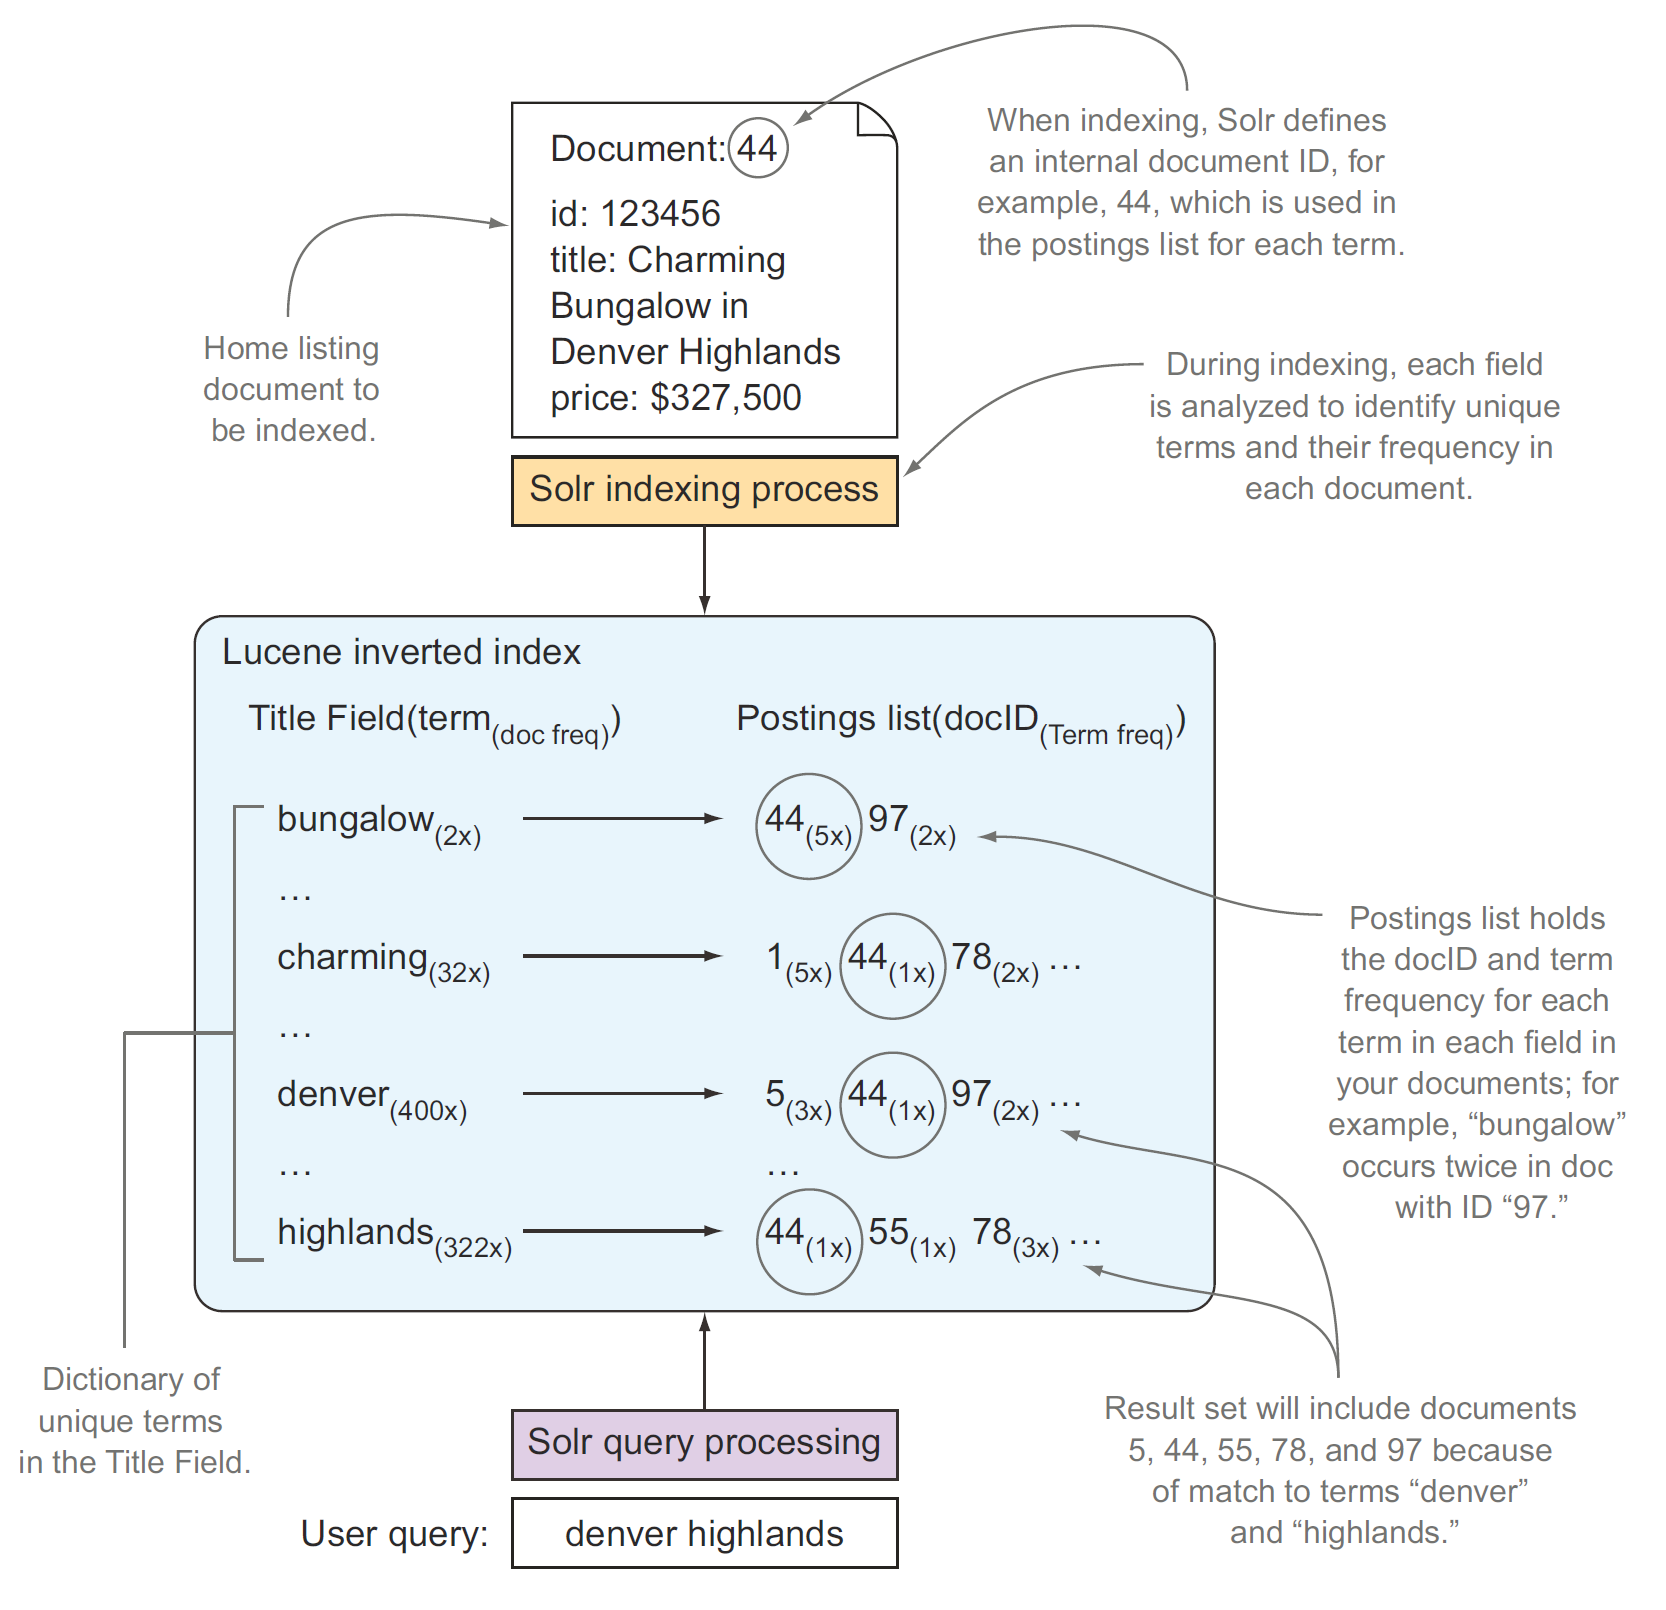 Document: 44
id: 123456
title: Charming
Bungalow in
Denver Highlands
price: $327,500
When indexing, Solr defines
an internal document ID, for
example, 44, which is used in
the postings list for each term.
Home listing
document to
be indexed.
During indexing, each field
is analyzed to identify unique
terms and their frequency in
each document.
Solr indexing process
Lucene inverted index
Title Field(term(doc freq)) Postings list(docID(Term freq))
bungalow(2x) 44(5x) 97(2x)
...
charming(32x) 1(5x) 44(1x) 78(2x) ...
...
denver(400x) 5(3x) 44(1x) 97(2x) ...
... ...
highlands(322x) 44(1x) 55(1x) 78(3x) ...
Postings list holds
the docID and term
frequency for each
term in each field in
your documents; for
example, “bungalow”
occurs twice in doc
with ID “97.”
Dictionary of
unique terms
in the Title Field.
Solr query processing
User query: denver highlands
Result set will include documents
5, 44, 55, 78, and 97 because
of match to terms “denver”
and “highlands.”